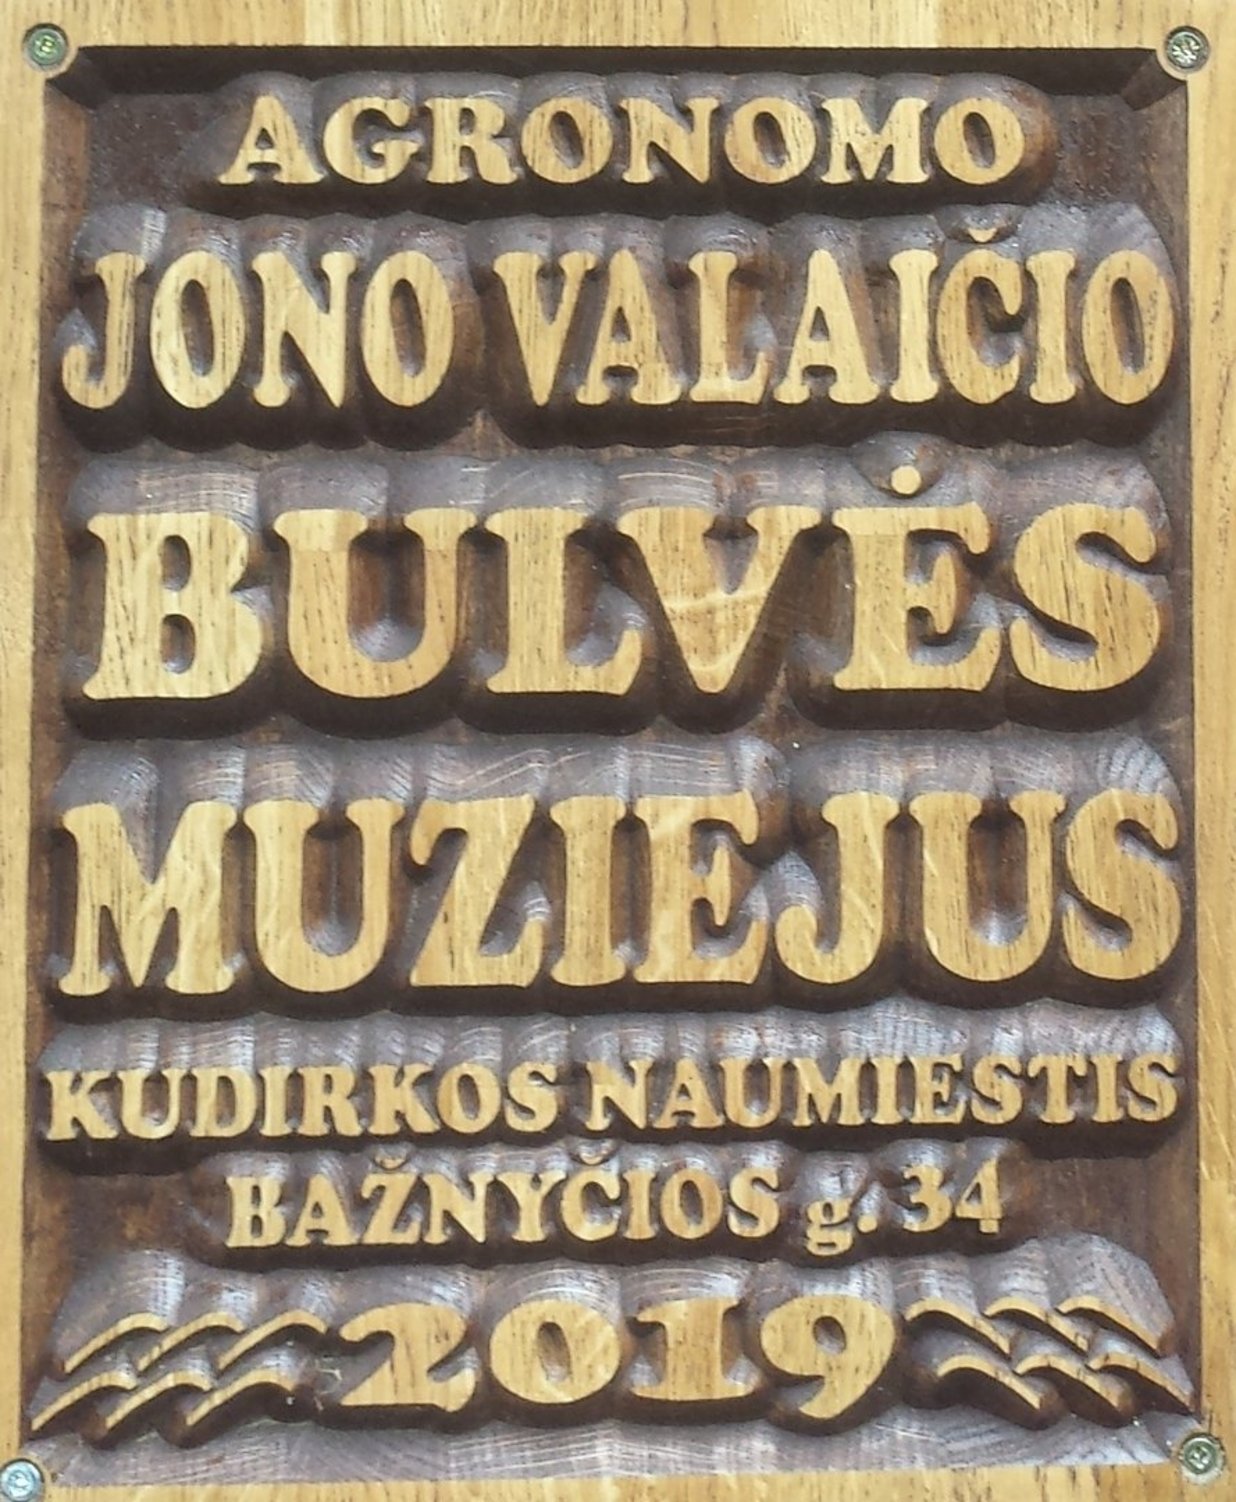 AGRONOMO
JONO VALAIČIO
BULVĖS
MUZIEJUS
KUDIRKOS NAUMIESTIS
BAŽNYČIOS g. 34
2019